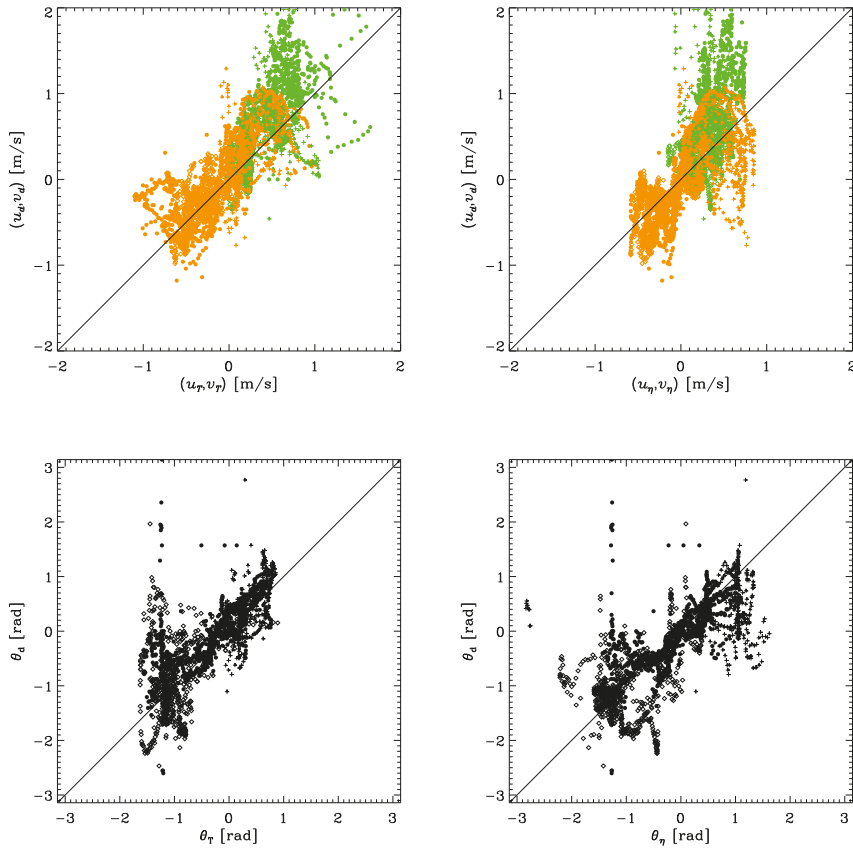 2
1
0
−1
−2
(u_d,v_d) [m/s]
−2 −1 0 1 2
(u_T,v_T) [m/s]
2
1
0
−1
−2
(u_d,v_d) [m/s]
−2 −1 0 1 2
(u_η,v_η) [m/s]
3
2
1
0
−1
−2
−3
θ_d [rad]
−3 −2 −1 0 1 2 3
θ_T [rad]
3
2
1
0
−1
−2
−3
θ_d [rad]
−3 −2 −1 0 1 2 3
θ_η [rad]